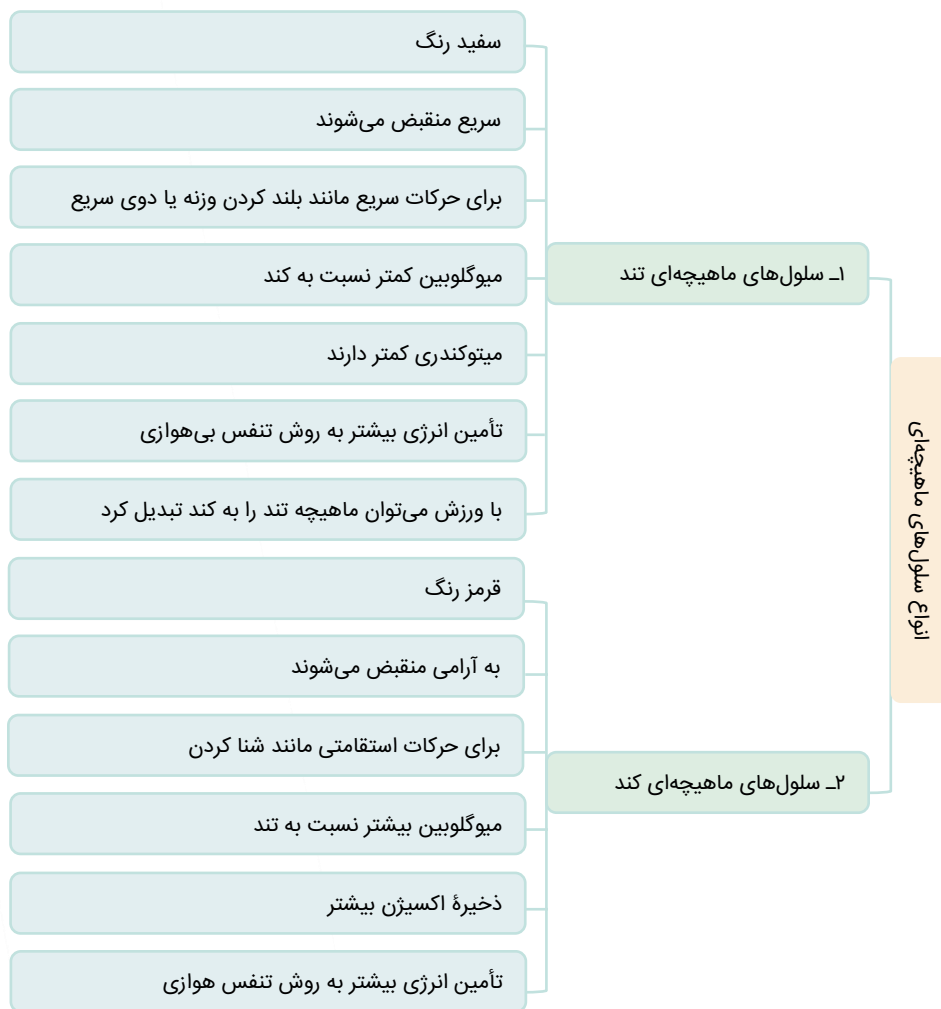 انواع سلول‌های ماهیچه‌ای
۱ـ سلول‌های ماهیچه‌ای تند
سفید رنگ
سریع منقبض می‌شوند
برای حرکات سریع مانند بلند کردن وزنه یا دوی سریع
میوگلوبین کمتر نسبت به کند
میتوکندری کمتر دارند
تأمین انرژی بیشتر به روش تنفس بی‌هوازی
با ورزش می‌توان ماهیچه تند را به کند تبدیل کرد
۲ـ سلول‌های ماهیچه‌ای کند
قرمز رنگ
به آرامی منقبض می‌شوند
برای حرکات استقامتی مانند شنا کردن
میوگلوبین بیشتر نسبت به تند
ذخیرهٔ اکسیژن بیشتر
تأمین انرژی بیشتر به روش تنفس هوازی